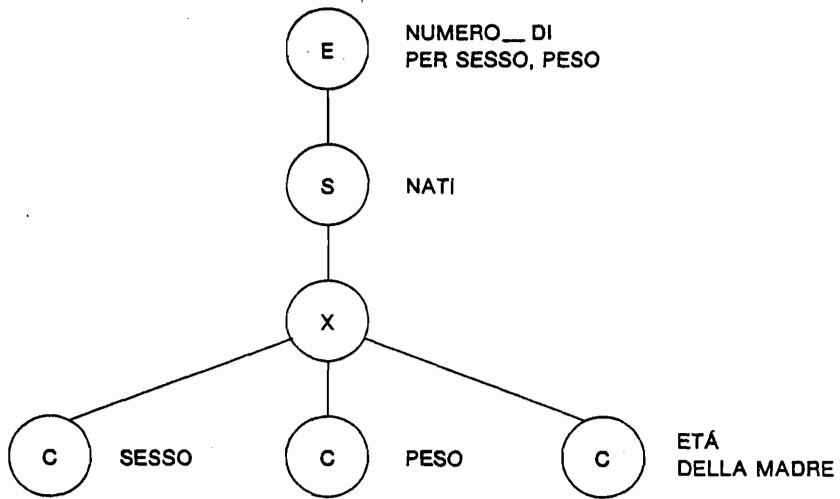 E
NUMERO__ DI
PER SESSO, PESO
S
NATI
X
C
SESSO
C
PESO
C
ETÁ
DELLA MADRE